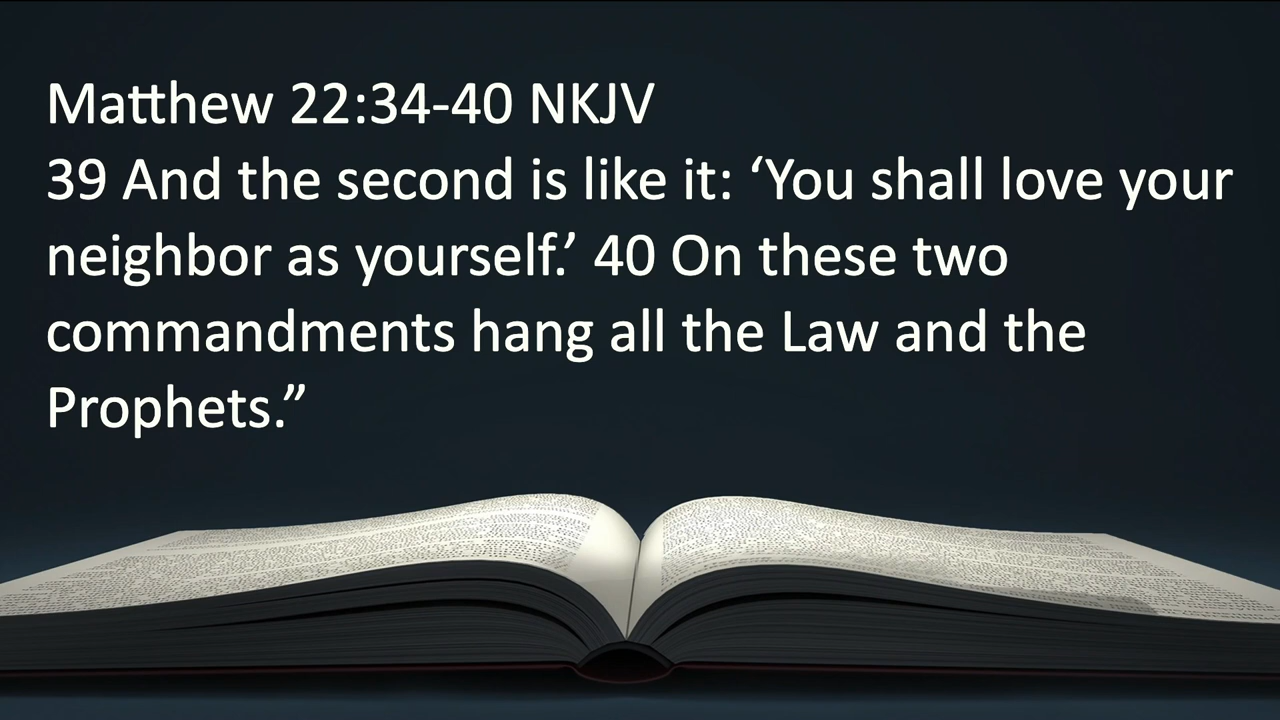 Matthew 22:34-40 NKJV
39 And the second is like it: ‘You shall love your
neighbor as yourself.’ 40 On these two
commandments hang all the Law and the
Prophets.”